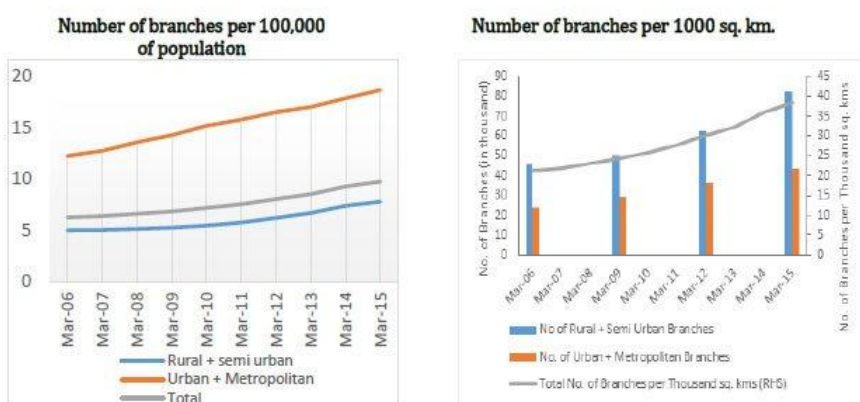 Number of branches per 100,000
of population
20
15
10
5
0
Mar-06
Mar-07
Mar-08
Mar-09
Mar-10
Mar-11
Mar-12
Mar-13
Mar-14
Mar-15
Rural + semi urban
Urban + Metropolitan
Total
Number of branches per 1000 sq. km.
No. of Branches (in thousand)
90
80
70
60
50
40
30
20
10
0
45
40
35
30
25
20
15
10
5
0
No. of Branches per Thousand sq. kms
Mar-06
Mar-07
Mar-08
Mar-09
Mar-10
Mar-11
Mar-12
Mar-13
Mar-14
Mar-15
No of Rural + Semi Urban Branches
No. of Urban + Metropolitan Branches
Total No. of Branches per Thousand sq. kms (RHS)